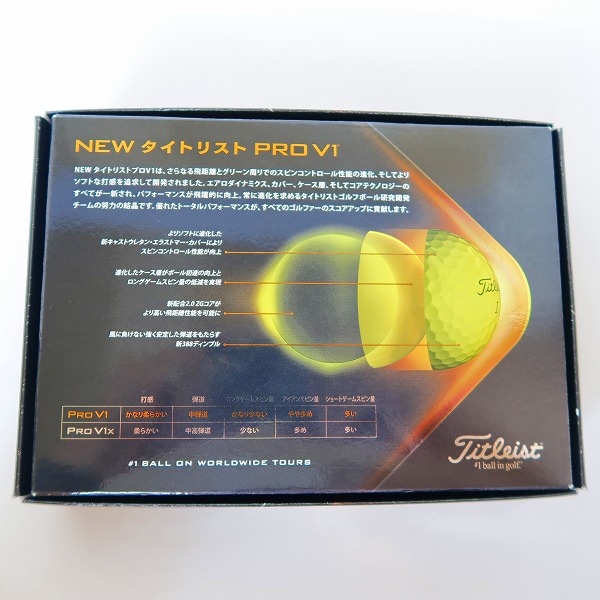 NEW タイトリスト PRO V1
NEW タイトリストプロV1は、さらなる飛距離とグリーン周りでのスピンコントロール性能の進化、そしてより
ソフトな打感を追求して開発されました。エアロダイナミクス、カバー、ケース層、そしてコアテクノロジーの
すべてが一新され、パフォーマンスが飛躍的に向上。常に進化を求めるタイトリストゴルフボール研究開発
チームの努力の結晶です。優れたトータルパフォーマンスが、すべてのゴルファーのスコアアップに貢献します。
よりソフトに進化した
新キャストウレタン・エラストマー・カバーにより
スピンコントロール性能が向上
進化したケース層がボール初速の向上と
ロングゲームスピン量の低減を実現
新配合2.0 ZGコアが
より高い飛距離性能を可能に
風に負けない強く安定した弾道をもたらす
新388ディンプル
Titleist
1
打感 弾道 ロングゲームスピン量 アイアンスピン量 ショートゲームスピン量
PRO V1 かなり柔らかい 中弾道 かなり少ない やや多め 多い
PRO V1x 柔らかい 中高弾道 少ない 多め 多い
#1 BALL ON WORLDWIDE TOURS
Titleist
#1 ball in golf.